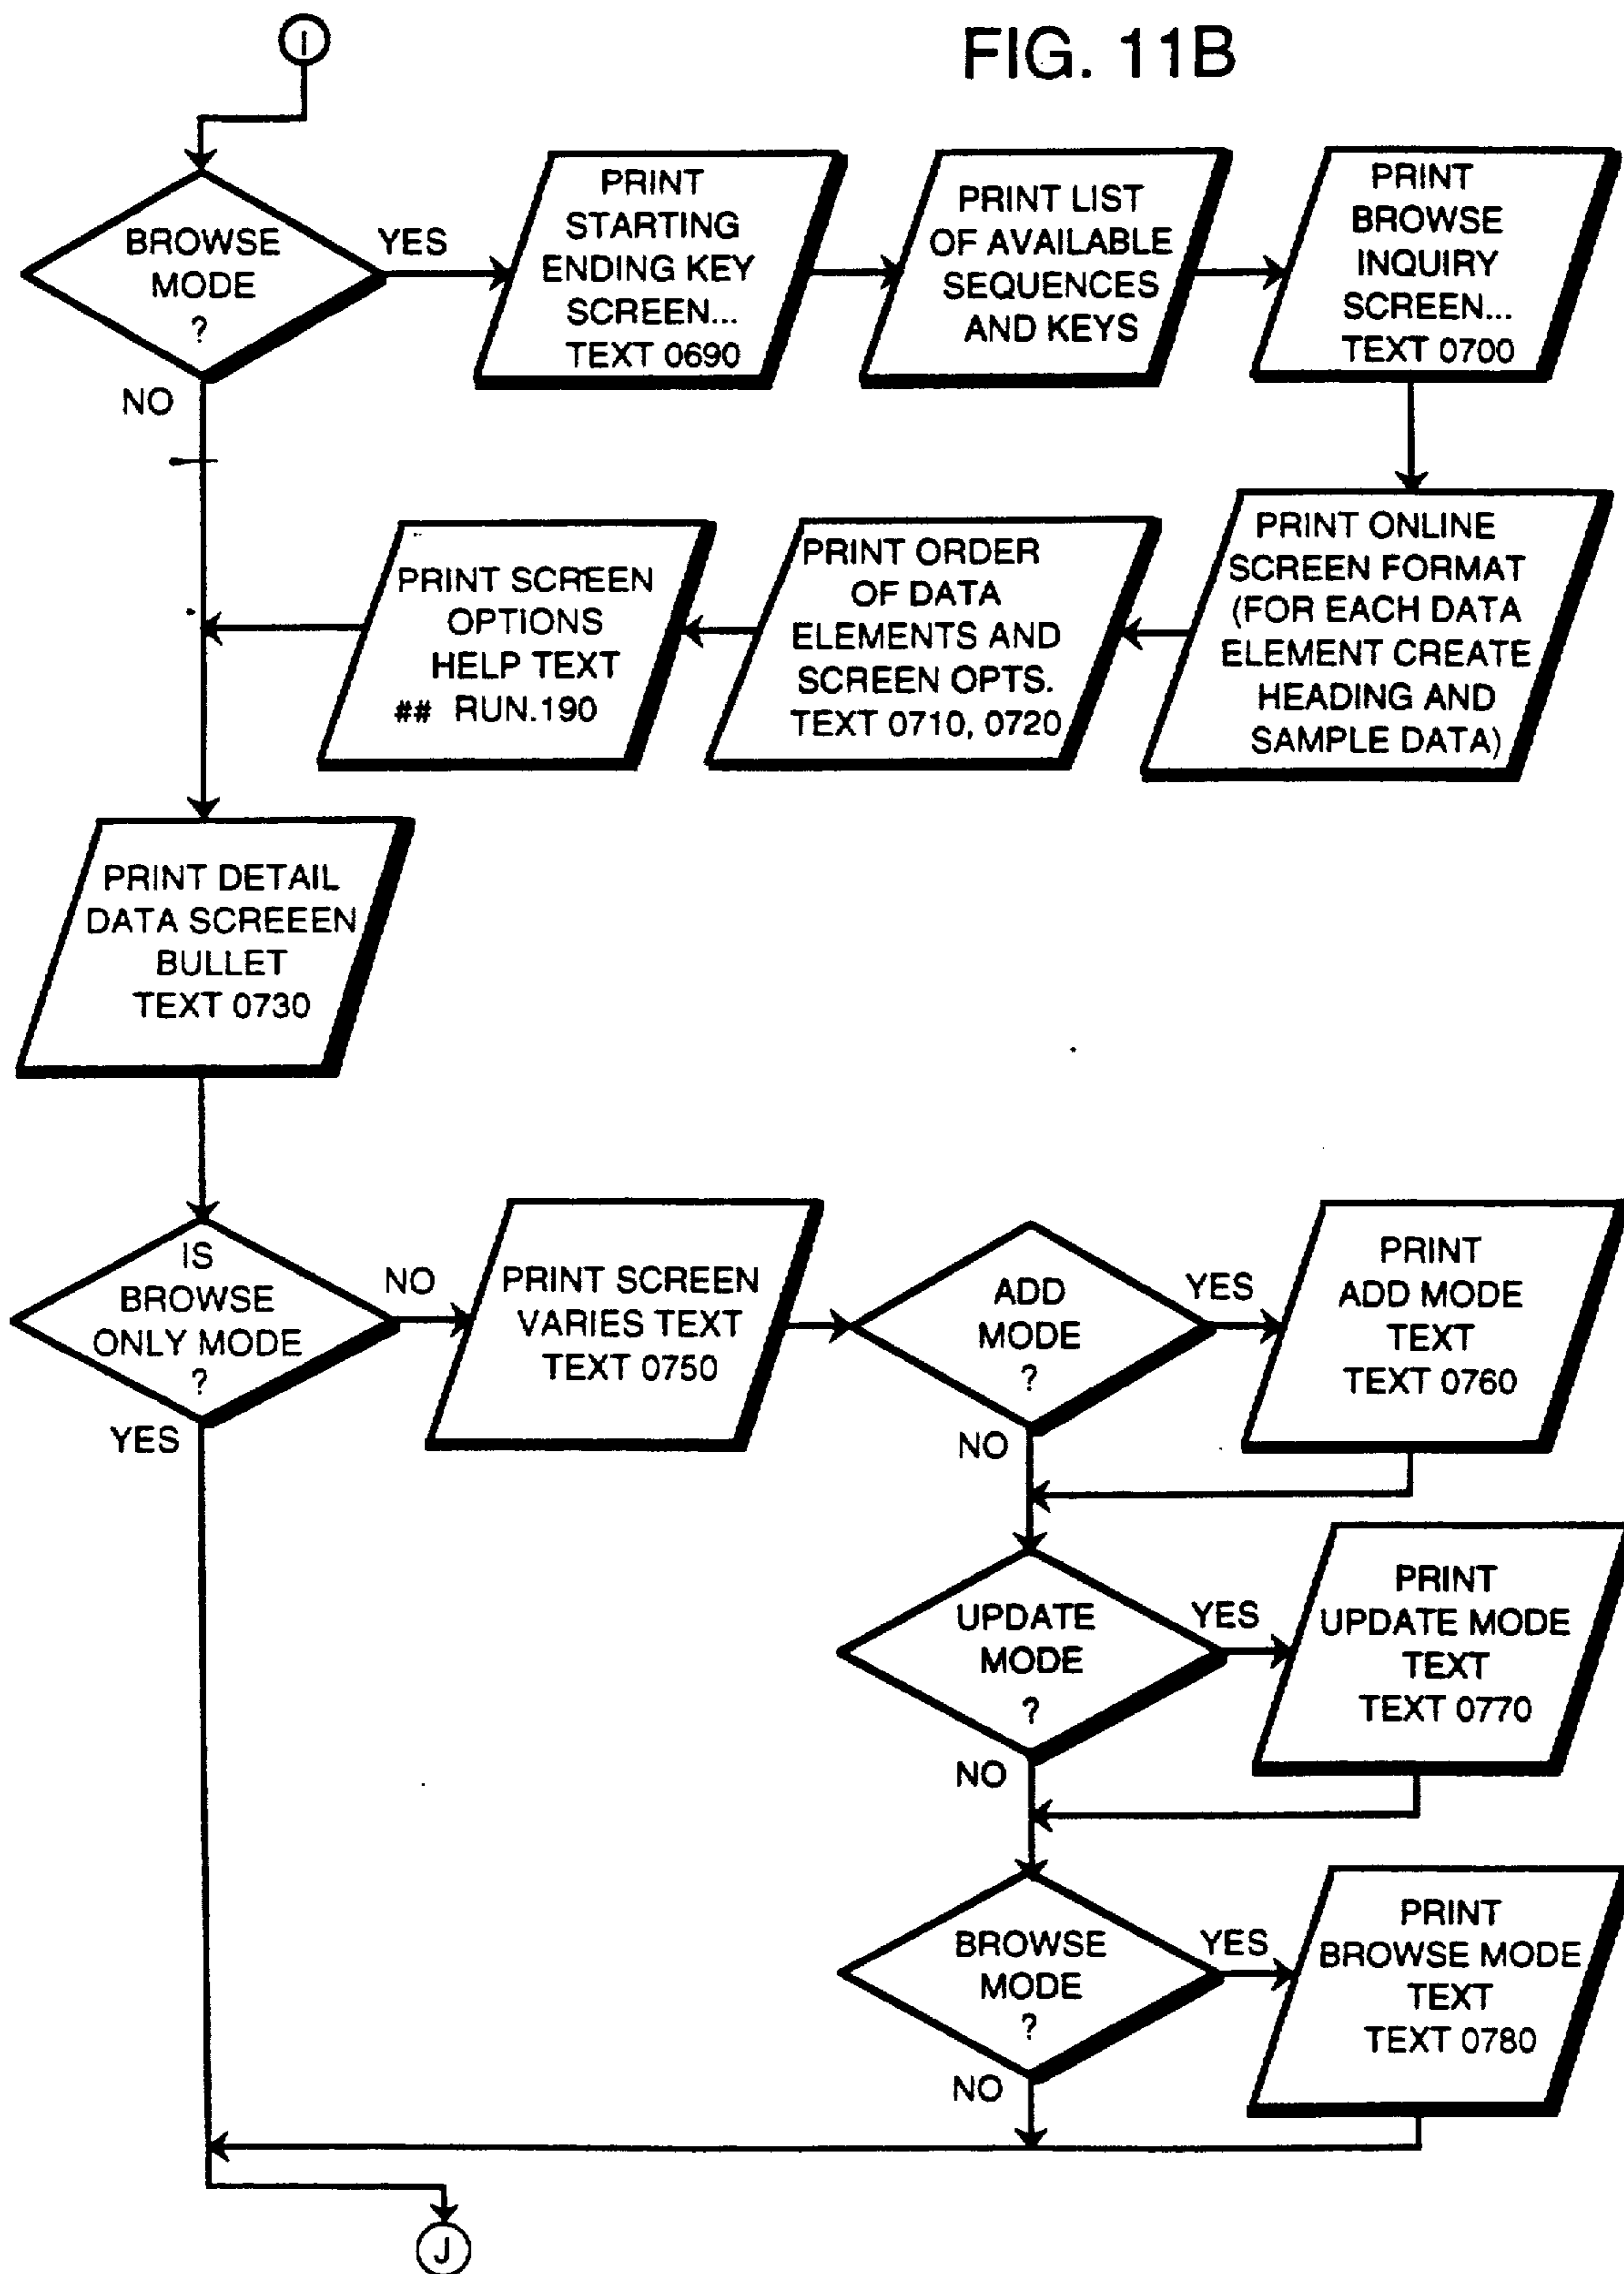 FIG. 11B
I
BROWSE
MODE
?
YES
NO
PRINT
STARTING
ENDING KEY
SCREEN...
TEXT 0690
PRINT LIST
OF AVAILABLE
SEQUENCES
AND KEYS
PRINT
BROWSE
INQUIRY
SCREEN...
TEXT 0700
PRINT ONLINE
SCREEN FORMAT
(FOR EACH DATA
ELEMENT CREATE
HEADING AND
SAMPLE DATA)
PRINT ORDER
OF DATA
ELEMENTS AND
SCREEN OPTS.
TEXT 0710, 0720
PRINT SCREEN
OPTIONS
HELP TEXT
## RUN.190
PRINT DETAIL
DATA SCREEEN
BULLET
TEXT 0730
IS
BROWSE
ONLY MODE
?
NO
YES
PRINT SCREEN
VARIES TEXT
TEXT 0750
ADD
MODE
?
YES
NO
PRINT
ADD MODE
TEXT
TEXT 0760
UPDATE
MODE
?
YES
NO
PRINT
UPDATE MODE
TEXT
TEXT 0770
BROWSE
MODE
?
YES
NO
PRINT
BROWSE MODE
TEXT
TEXT 0780
J